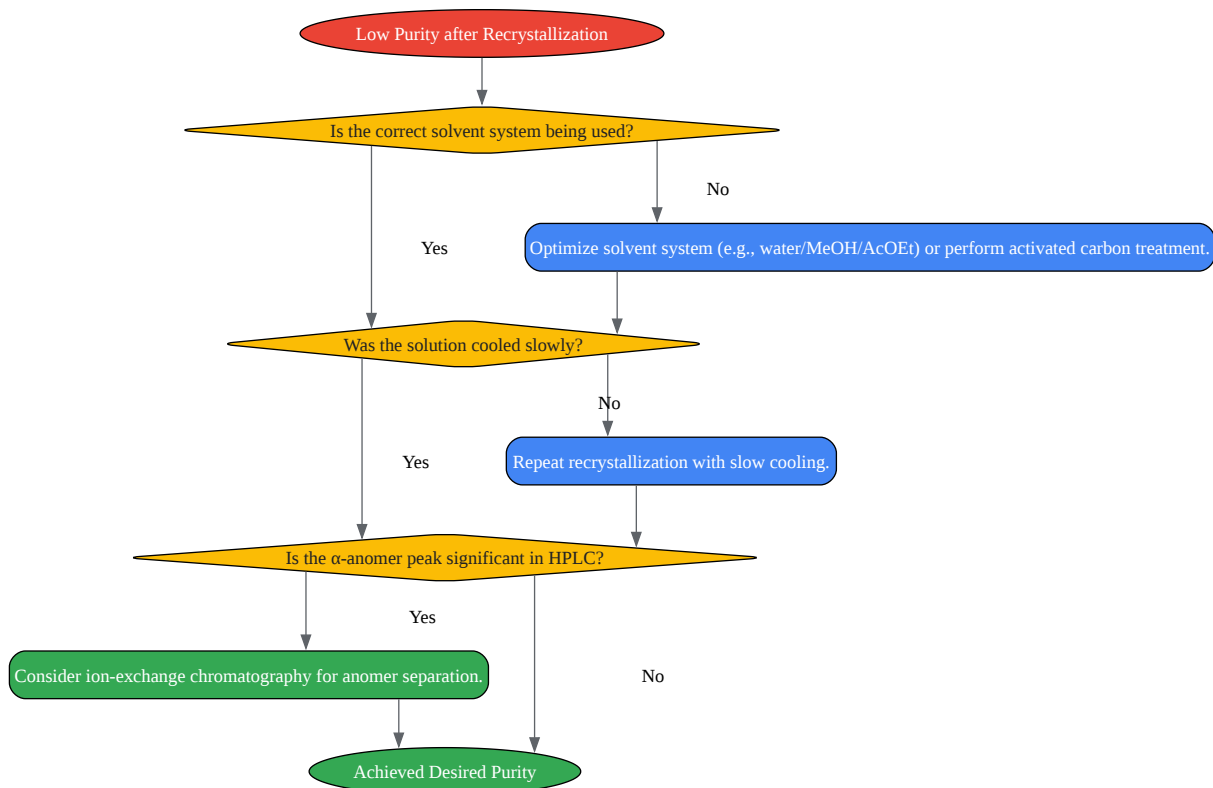 Low Purity after Recrystallization
Is the correct solvent system being used?
No
Yes
Optimize solvent system (e.g., water/MeOH/AcOEt) or perform activated carbon treatment.
Was the solution cooled slowly?
No
Yes
Repeat recrystallization with slow cooling.
Is the α-anomer peak significant in HPLC?
Yes
Consider ion-exchange chromatography for anomer separation.
No
Achieved Desired Purity